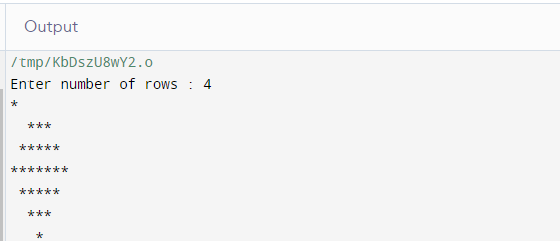 Output
/tmp/KbDszU8wY2.o
Enter number of rows : 4
*
  ***
 *****
*******
 *****
  ***
   *